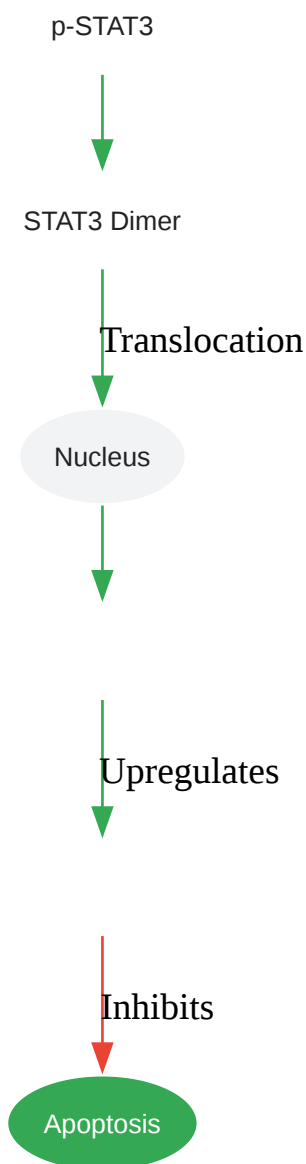 p-STAT3
STAT3 Dimer
Translocation
Nucleus
Upregulates
Inhibits
Apoptosis